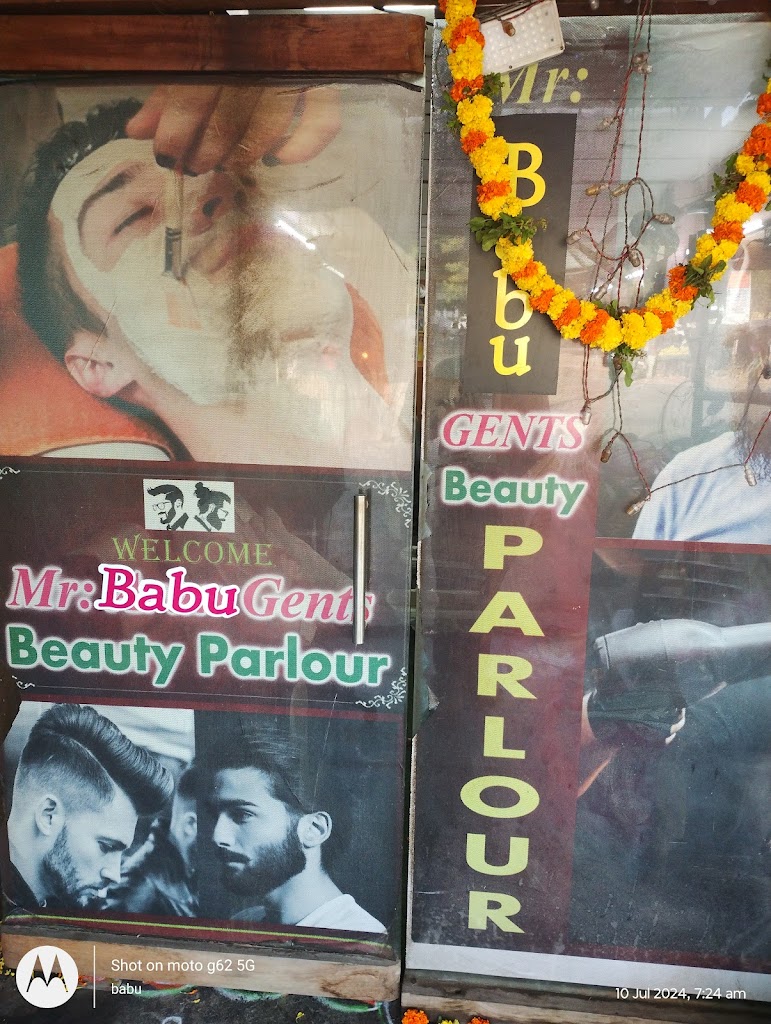 WELCOME
Mr:Babu Gents
Beauty Parlour
Mr:
Babu
GENTS
Beauty
PARLOUR
Shot on moto g62 5G
babu
10 Jul 2024, 7:24 am